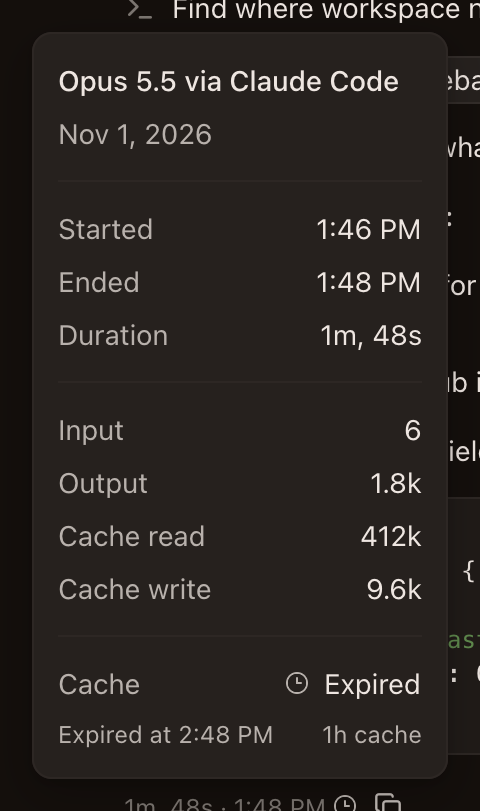 Find where workspace n
Opus 5.5 via Claude Code
Nov 1, 2026
Started 1:46 PM
Ended 1:48 PM
Duration 1m, 48s
Input 6
Output 1.8k
Cache read 412k
Cache write 9.6k
Cache Expired
Expired at 2:48 PM 1h cache
1m, 48s · 1:48 PM